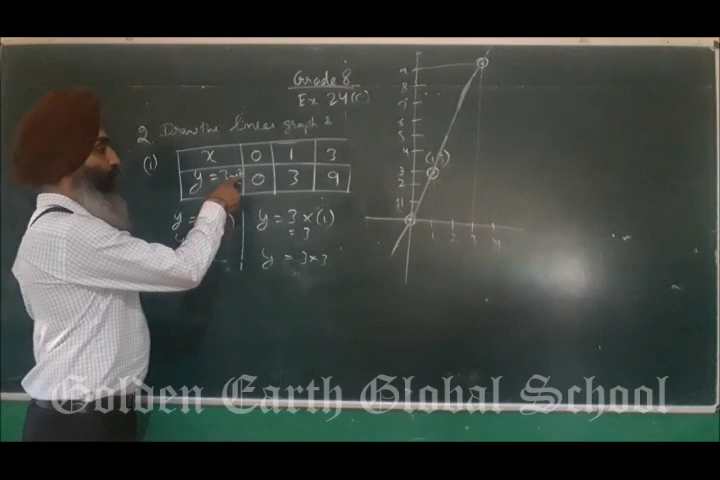 Grade 8
Ex 24(C)
2. Draw the linear graph 2
(i)
x 0 1 3
y = 3x 0 3 9
y = y = 3 × (1)
= 3
y = 3 × 3
9
8
7
6
5
4
3
2
1
(1,3)
1 2 3 4
Golden Earth Global School